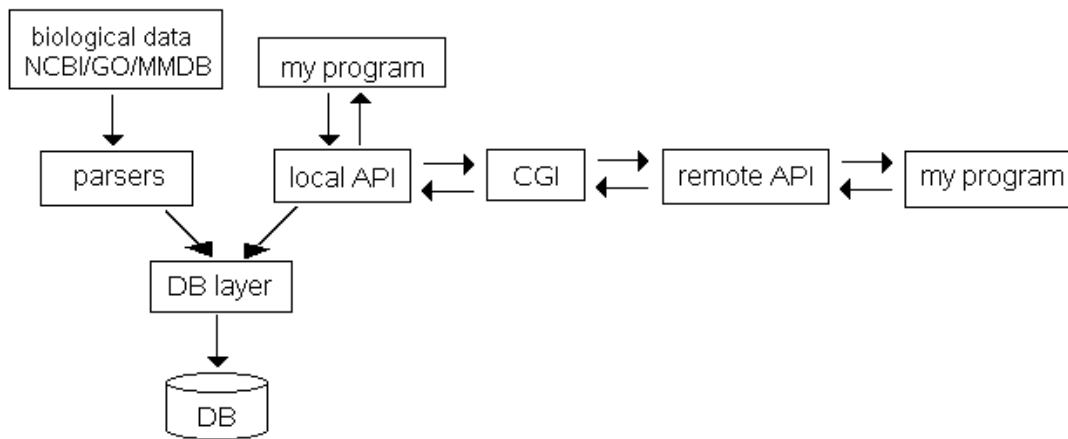 biological data
NCBI/GO/MMDB
my program
parsers
local API
CGI
remote API
my program
DB layer
DB